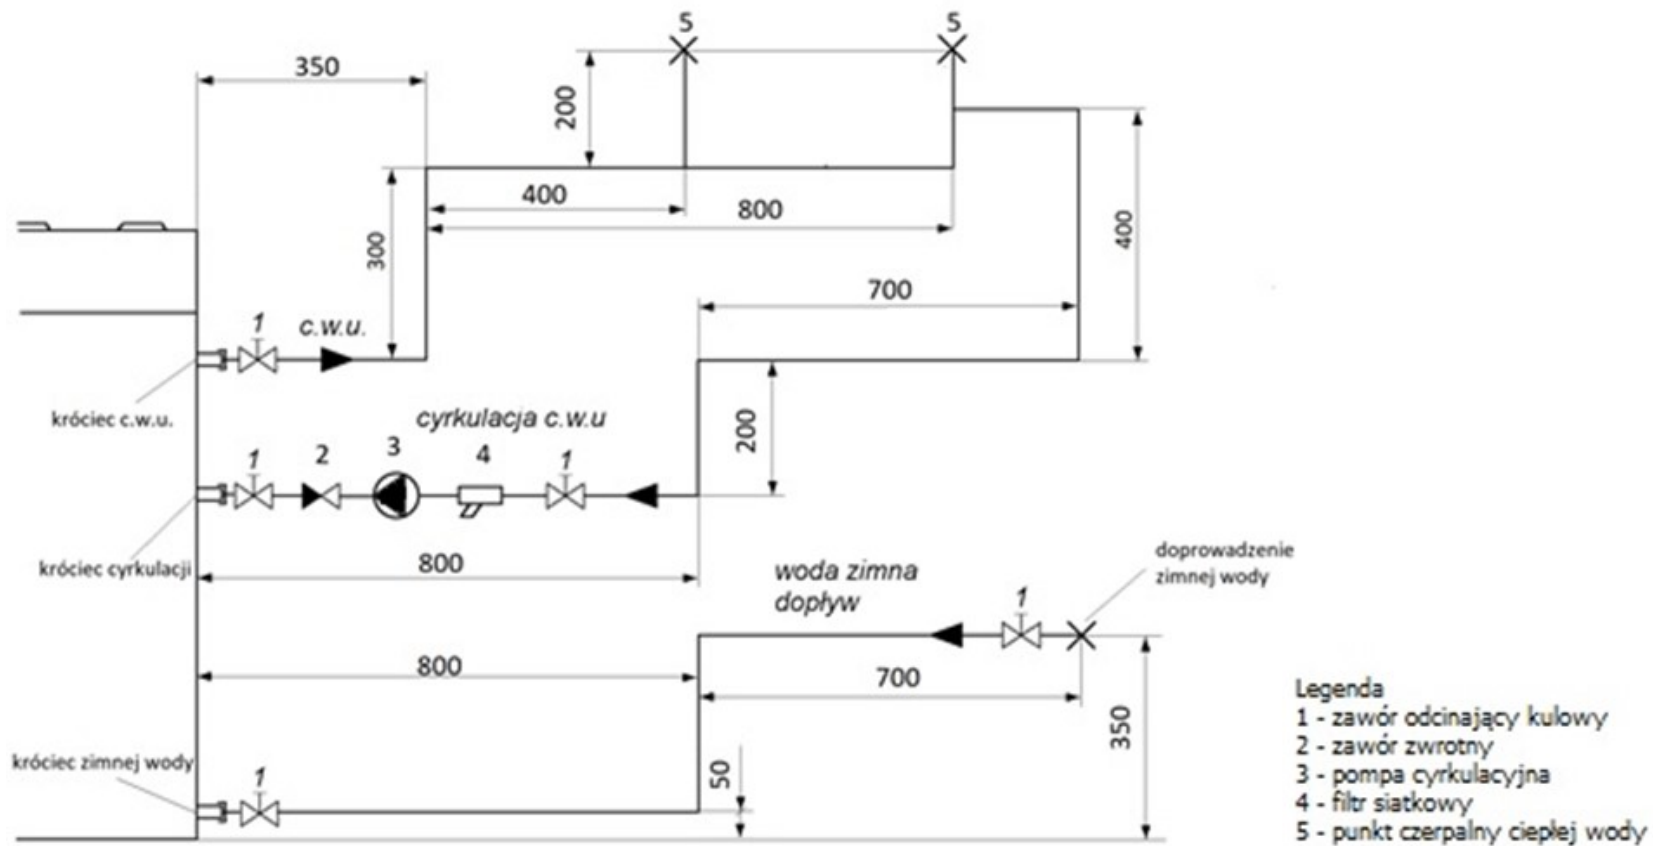 5 5
350
200
400
800
300
400
700
1 c.w.u.
króciec c.w.u.
cyrkulacja c.w.u
200
1 2 3 4 1
króciec cyrkulacji
800
woda zimna
dopływ
doprowadzenie
zimnej wody
1
800
700
350
króciec zimnej wody
1
50
Legenda
1 - zawór odcinający kulowy
2 - zawór zwrotny
3 - pompa cyrkulacyjna
4 - filtr siatkowy
5 - punkt czerpalny ciepłej wody